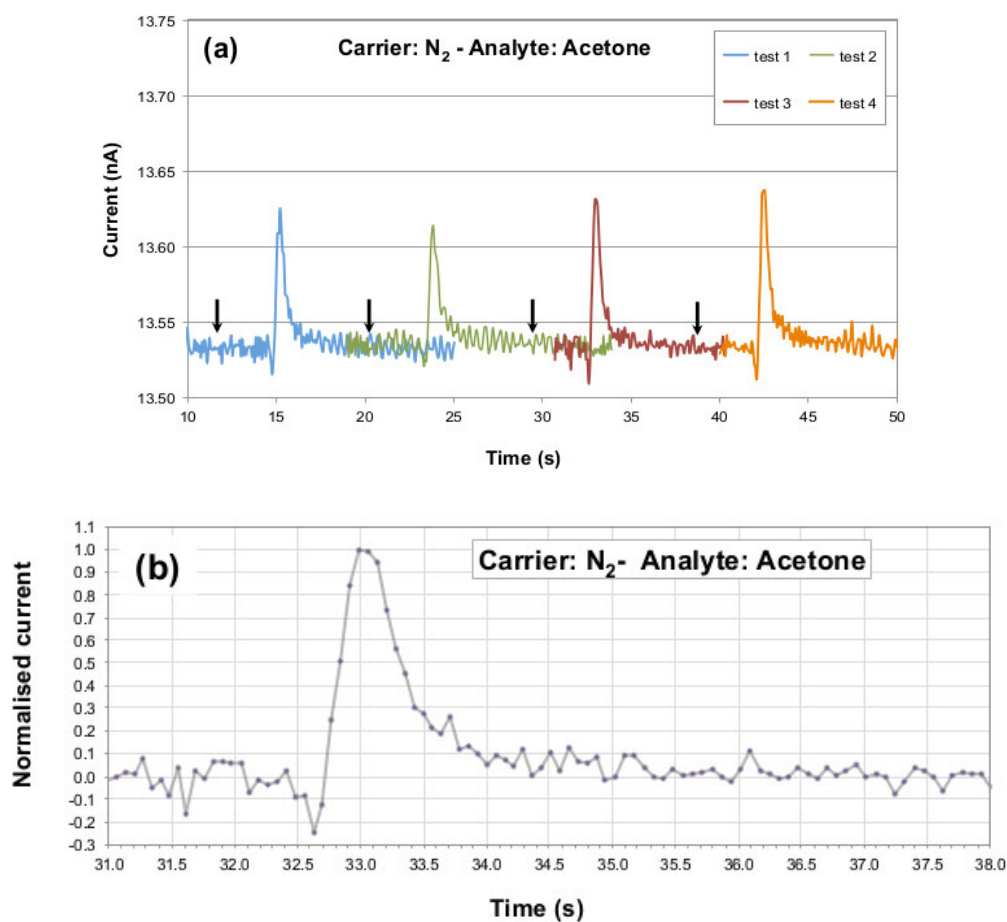 13.75
(a)
Carrier: N2 - Analyte: Acetone
test 1
test 2
test 3
test 4
13.70
13.65
13.60
13.55
13.50
Current (nA)
10 15 20 25 30 35 40 45 50
Time (s)
1.1
1.0
0.9
0.8
0.7
0.6
0.5
0.4
0.3
0.2
0.1
0.0
-0.1
-0.2
-0.3
(b)
Carrier: N2- Analyte: Acetone
Normalised current
31.0 31.5 32.0 32.5 33.0 33.5 34.0 34.5 35.0 35.5 36.0 36.5 37.0 37.5 38.0
Time (s)